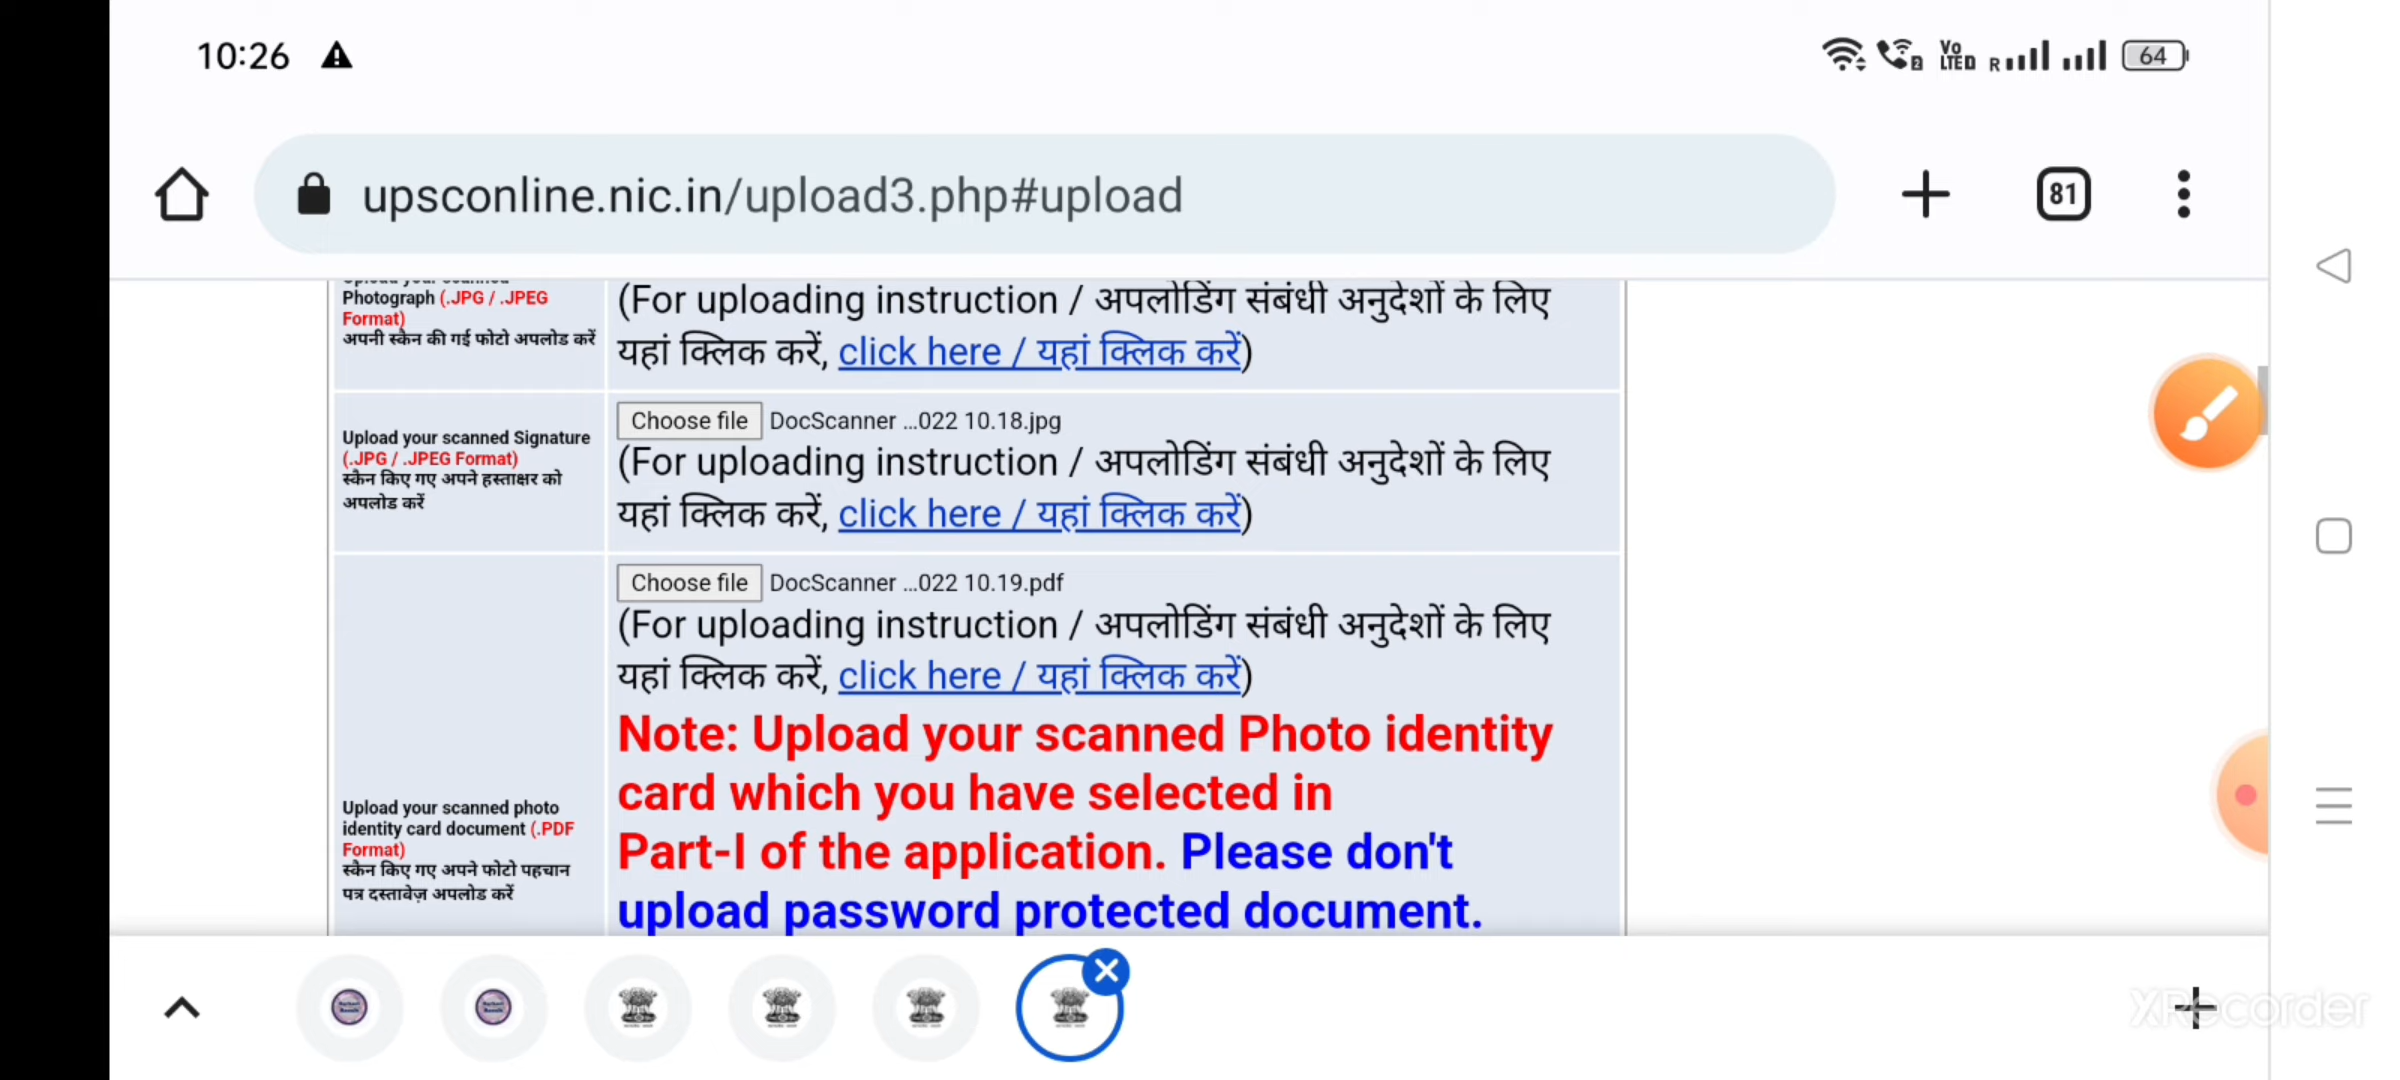 10:26
Vo LTED R 64
upsconline.nic.in/upload3.php#upload
81
Photograph (.JPG / .JPEG
Format)
अपनी स्कैन की गई फोटो अपलोड करें
(For uploading instruction / अपलोडिंग संबंधी अनुदेशों के लिए
यहां क्लिक करें, click here / यहां क्लिक करें)
Upload your scanned Signature
(.JPG / .JPEG Format)
स्कैन किए गए अपने हस्ताक्षर को
अपलोड करें
Choose file DocScanner ...022 10.18.jpg
(For uploading instruction / अपलोडिंग संबंधी अनुदेशों के लिए
यहां क्लिक करें, click here / यहां क्लिक करें)
Upload your scanned photo
identity card document (.PDF
Format)
स्कैन किए गए अपने फोटो पहचान
पत्र दस्तावेज़ अपलोड करें
Choose file DocScanner ...022 10.19.pdf
(For uploading instruction / अपलोडिंग संबंधी अनुदेशों के लिए
यहां क्लिक करें, click here / यहां क्लिक करें)
Note: Upload your scanned Photo identity
card which you have selected in
Part-I of the application. Please don't
upload password protected document.
XRecorder